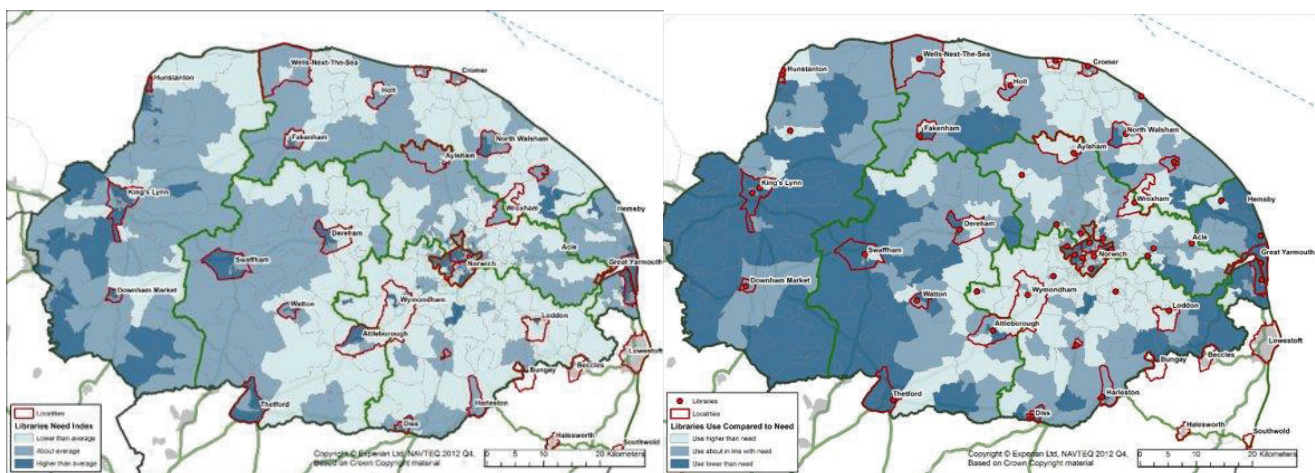 Wells-Next-The-Sea
Hunstanton
Cromer
Holt
Fakenham
North Walsham
Aylsham
King's Lynn
Wroxham
Hemsby
Dereham
Acle
Swaffham
Norwich
Great Yarmouth
Downham Market
Watton
Wymondham
Loddon
Attleborough
Lowestoft
Beccles
Bungay
Thetford
Harleston
Diss
Halesworth
Southwold
Localities
Libraries Need Index
Lower than average
About average
Higher than average
Copyright © Experian Ltd, NAVTEQ 2012 Q4,
Based on Crown Copyright material
0 5 10 20 Kilometers
Wells-Next-The-Sea
Hunstanton
Cromer
Holt
Fakenham
North Walsham
Aylsham
King's Lynn
Wroxham
Hemsby
Dereham
Acle
Swaffham
Norwich
Great Yarmouth
Downham Market
Watton
Wymondham
Loddon
Attleborough
Lowestoft
Beccles
Bungay
Thetford
Harleston
Diss
Halesworth
Southwold
Libraries
Localities
Libraries Use Compared to Need
Use higher than need
Use about in line with need
Use lower than need
Copyright © Experian Ltd, NAVTEQ 2012 Q4,
Based on Crown Copyright material
0 5 10 20 Kilometers